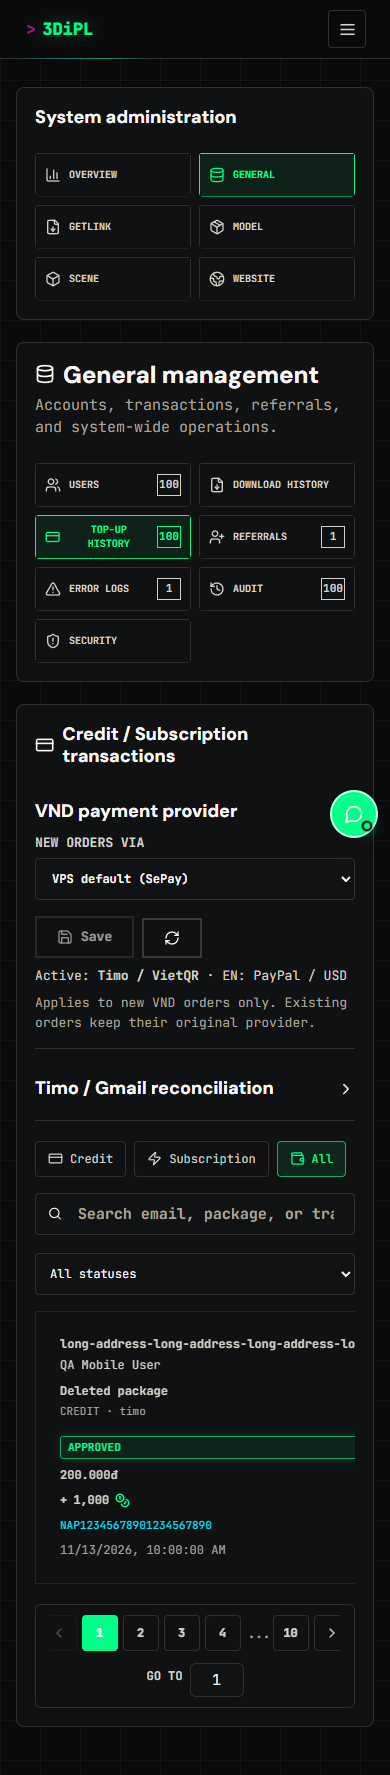 > 3DiPL
System administration
OVERVIEW
GENERAL
GETLINK
MODEL
SCENE
WEBSITE
General management
Accounts, transactions, referrals,
and system-wide operations.
USERS 100
DOWNLOAD HISTORY
TOP-UP
HISTORY 100
REFERRALS 1
ERROR LOGS 1
AUDIT 100
SECURITY
Credit / Subscription
transactions
VND payment provider
NEW ORDERS VIA
VPS default (SePay)
Save
Active: Timo / VietQR · EN: PayPal / USD
Applies to new VND orders only. Existing
orders keep their original provider.
Timo / Gmail reconciliation
Credit
Subscription
All
Search email, package, or tra
All statuses
long-address-long-address-long-address-lo
QA Mobile User
Deleted package
CREDIT · timo
APPROVED
200.000đ
+ 1,000
NAP12345678901234567890
11/13/2026, 10:00:00 AM
1 2 3 4 ... 10
GO TO 1